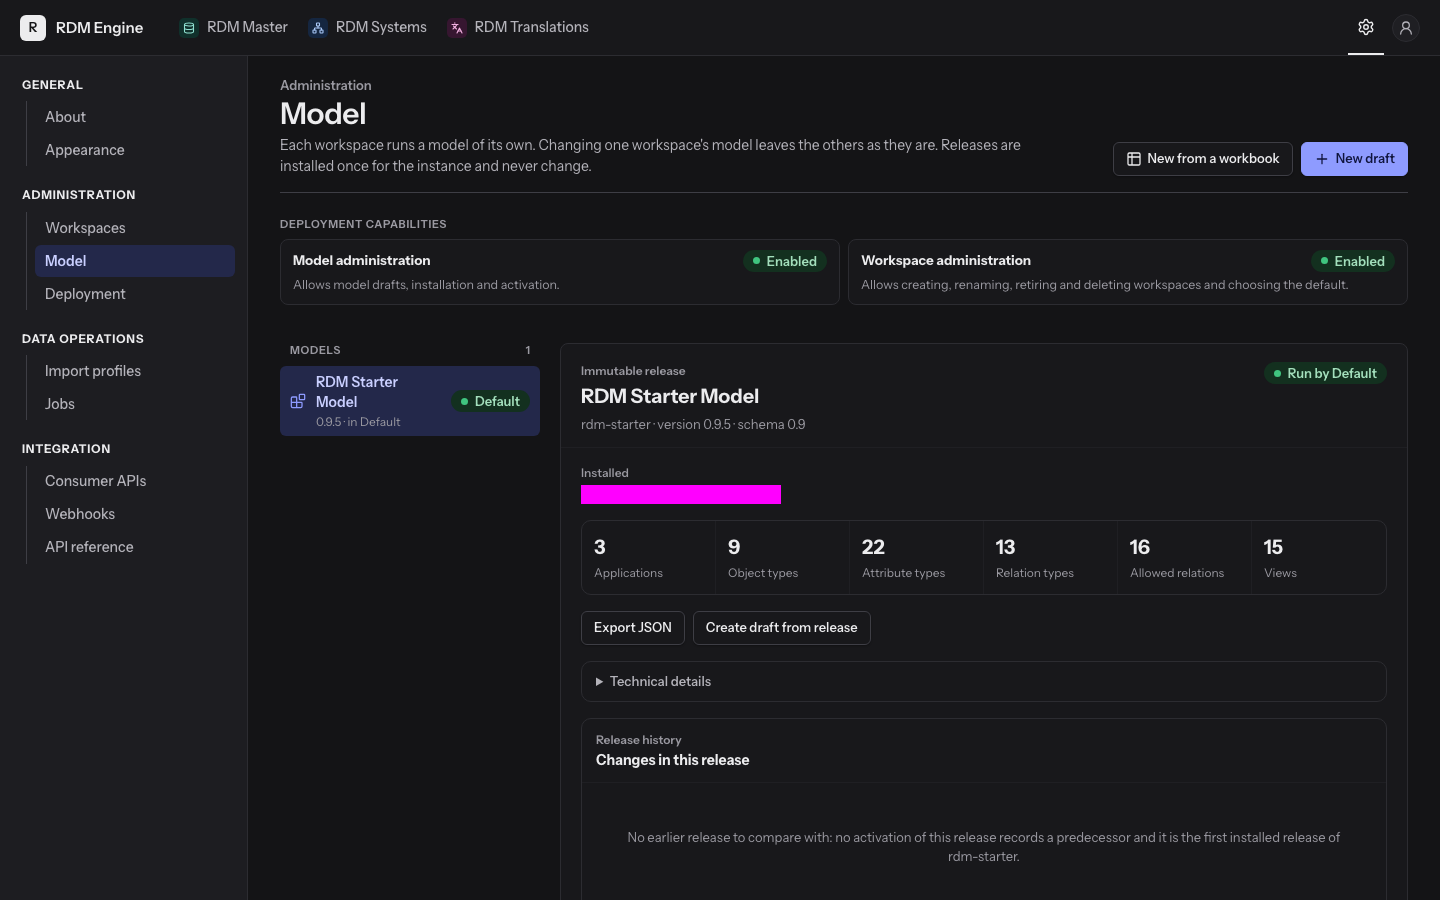 R RDM Engine RDM Master RDM Systems RDM Translations
GENERAL
About
Appearance
ADMINISTRATION
Workspaces
Model
Deployment
DATA OPERATIONS
Import profiles
Jobs
INTEGRATION
Consumer APIs
Webhooks
API reference
Administration
Model
Each workspace runs a model of its own. Changing one workspace's model leaves the others as they are. Releases are
installed once for the instance and never change.
New from a workbook
New draft
DEPLOYMENT CAPABILITIES
Model administration
Enabled
Allows model drafts, installation and activation.
Workspace administration
Enabled
Allows creating, renaming, retiring and deleting workspaces and choosing the default.
MODELS 1
RDM Starter
Model
Default
0.9.5 · in Default
Immutable release
Run by Default
RDM Starter Model
rdm-starter · version 0.9.5 · schema 0.9
Installed
3 9 22 13 16 15
Applications Object types Attribute types Relation types Allowed relations Views
Export JSON
Create draft from release
Technical details
Release history
Changes in this release
No earlier release to compare with: no activation of this release records a predecessor and it is the first installed release of
rdm-starter.